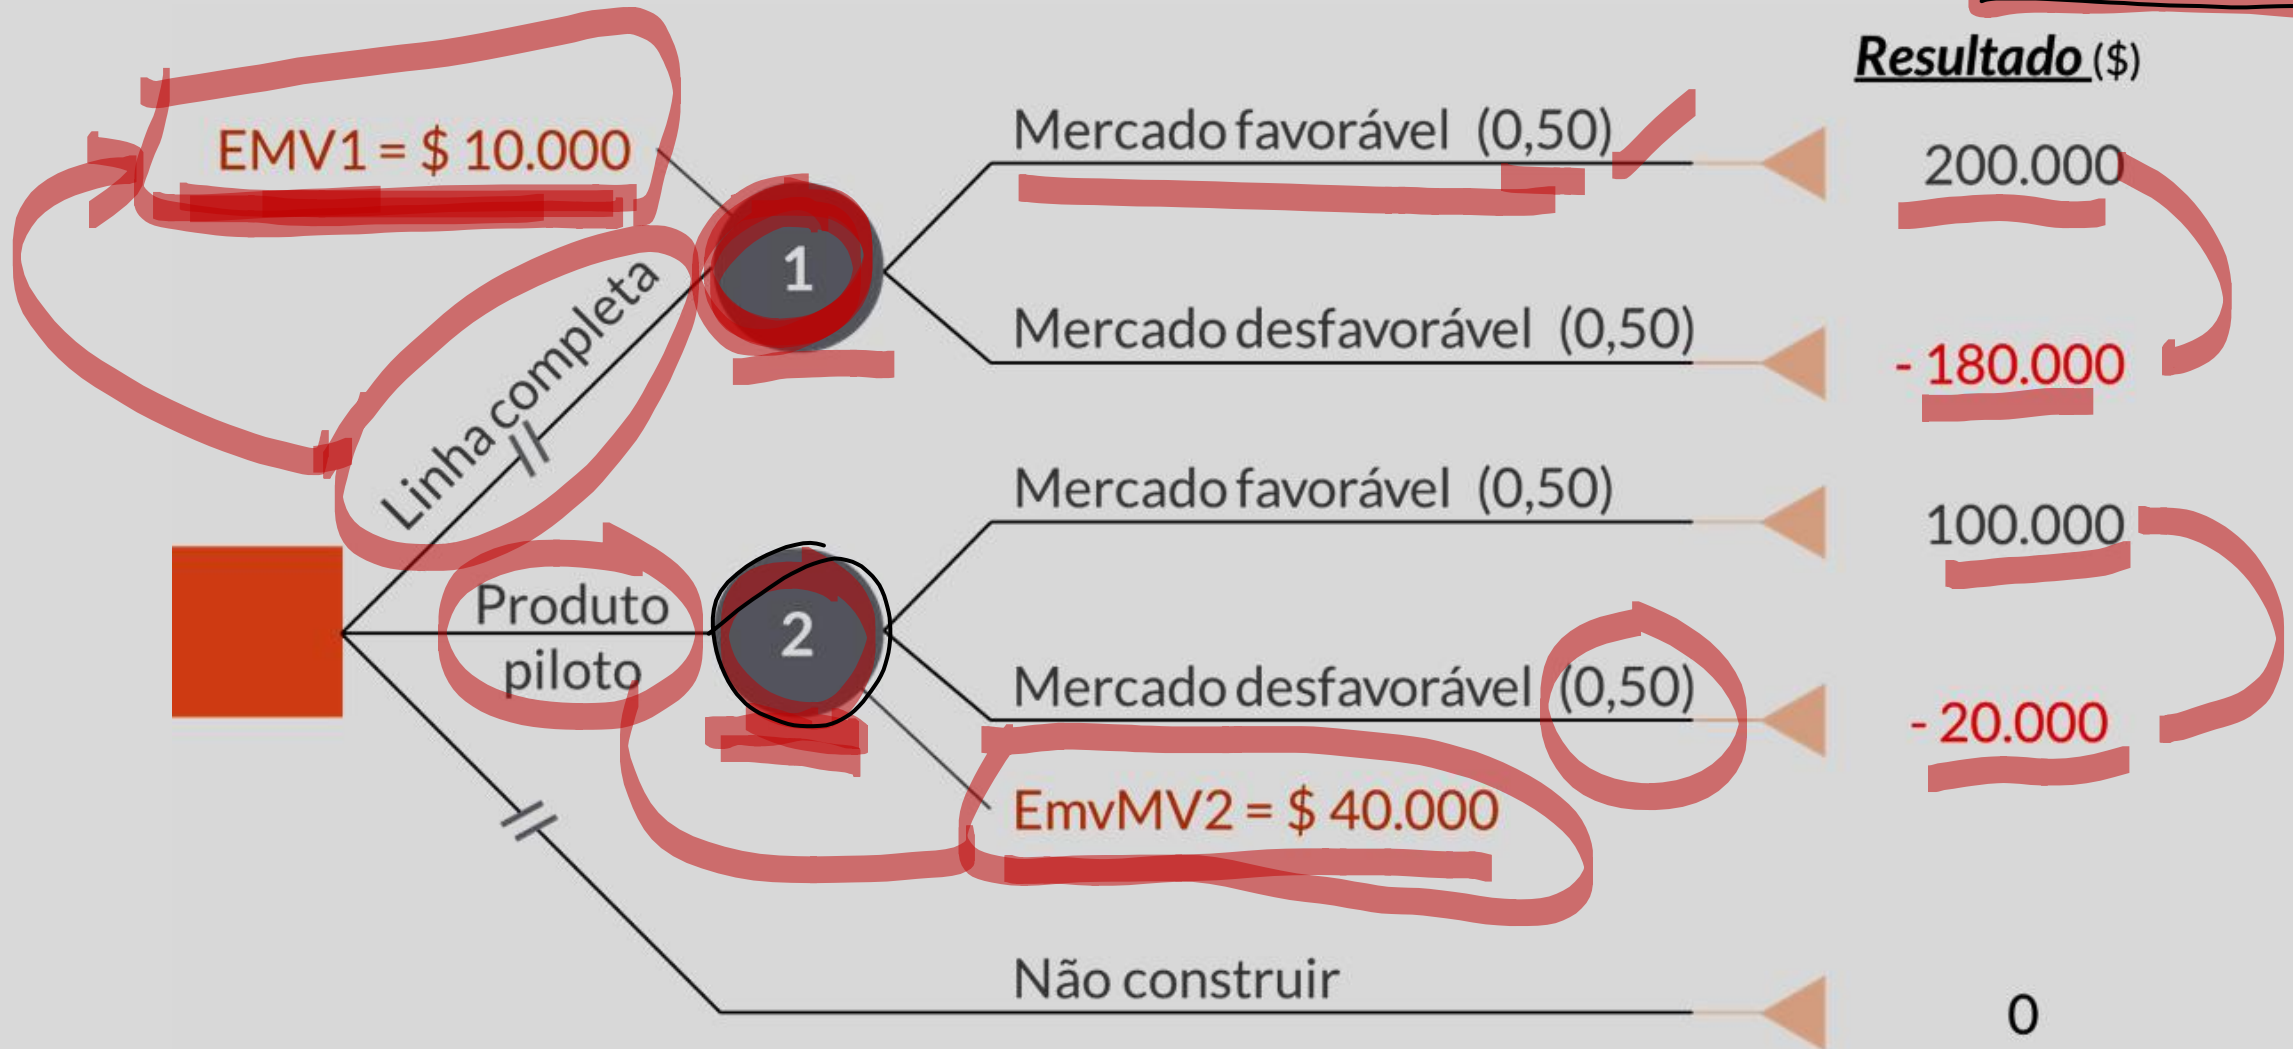 Resultado ($)
EMV1 = $ 10.000
Mercado favorável (0,50)
200.000
1
Linha completa
Mercado desfavorável (0,50)
- 180.000
Mercado favorável (0,50)
100.000
Produto
piloto
2
Mercado desfavorável (0,50)
- 20.000
EmvMV2 = $ 40.000
Não construir
0